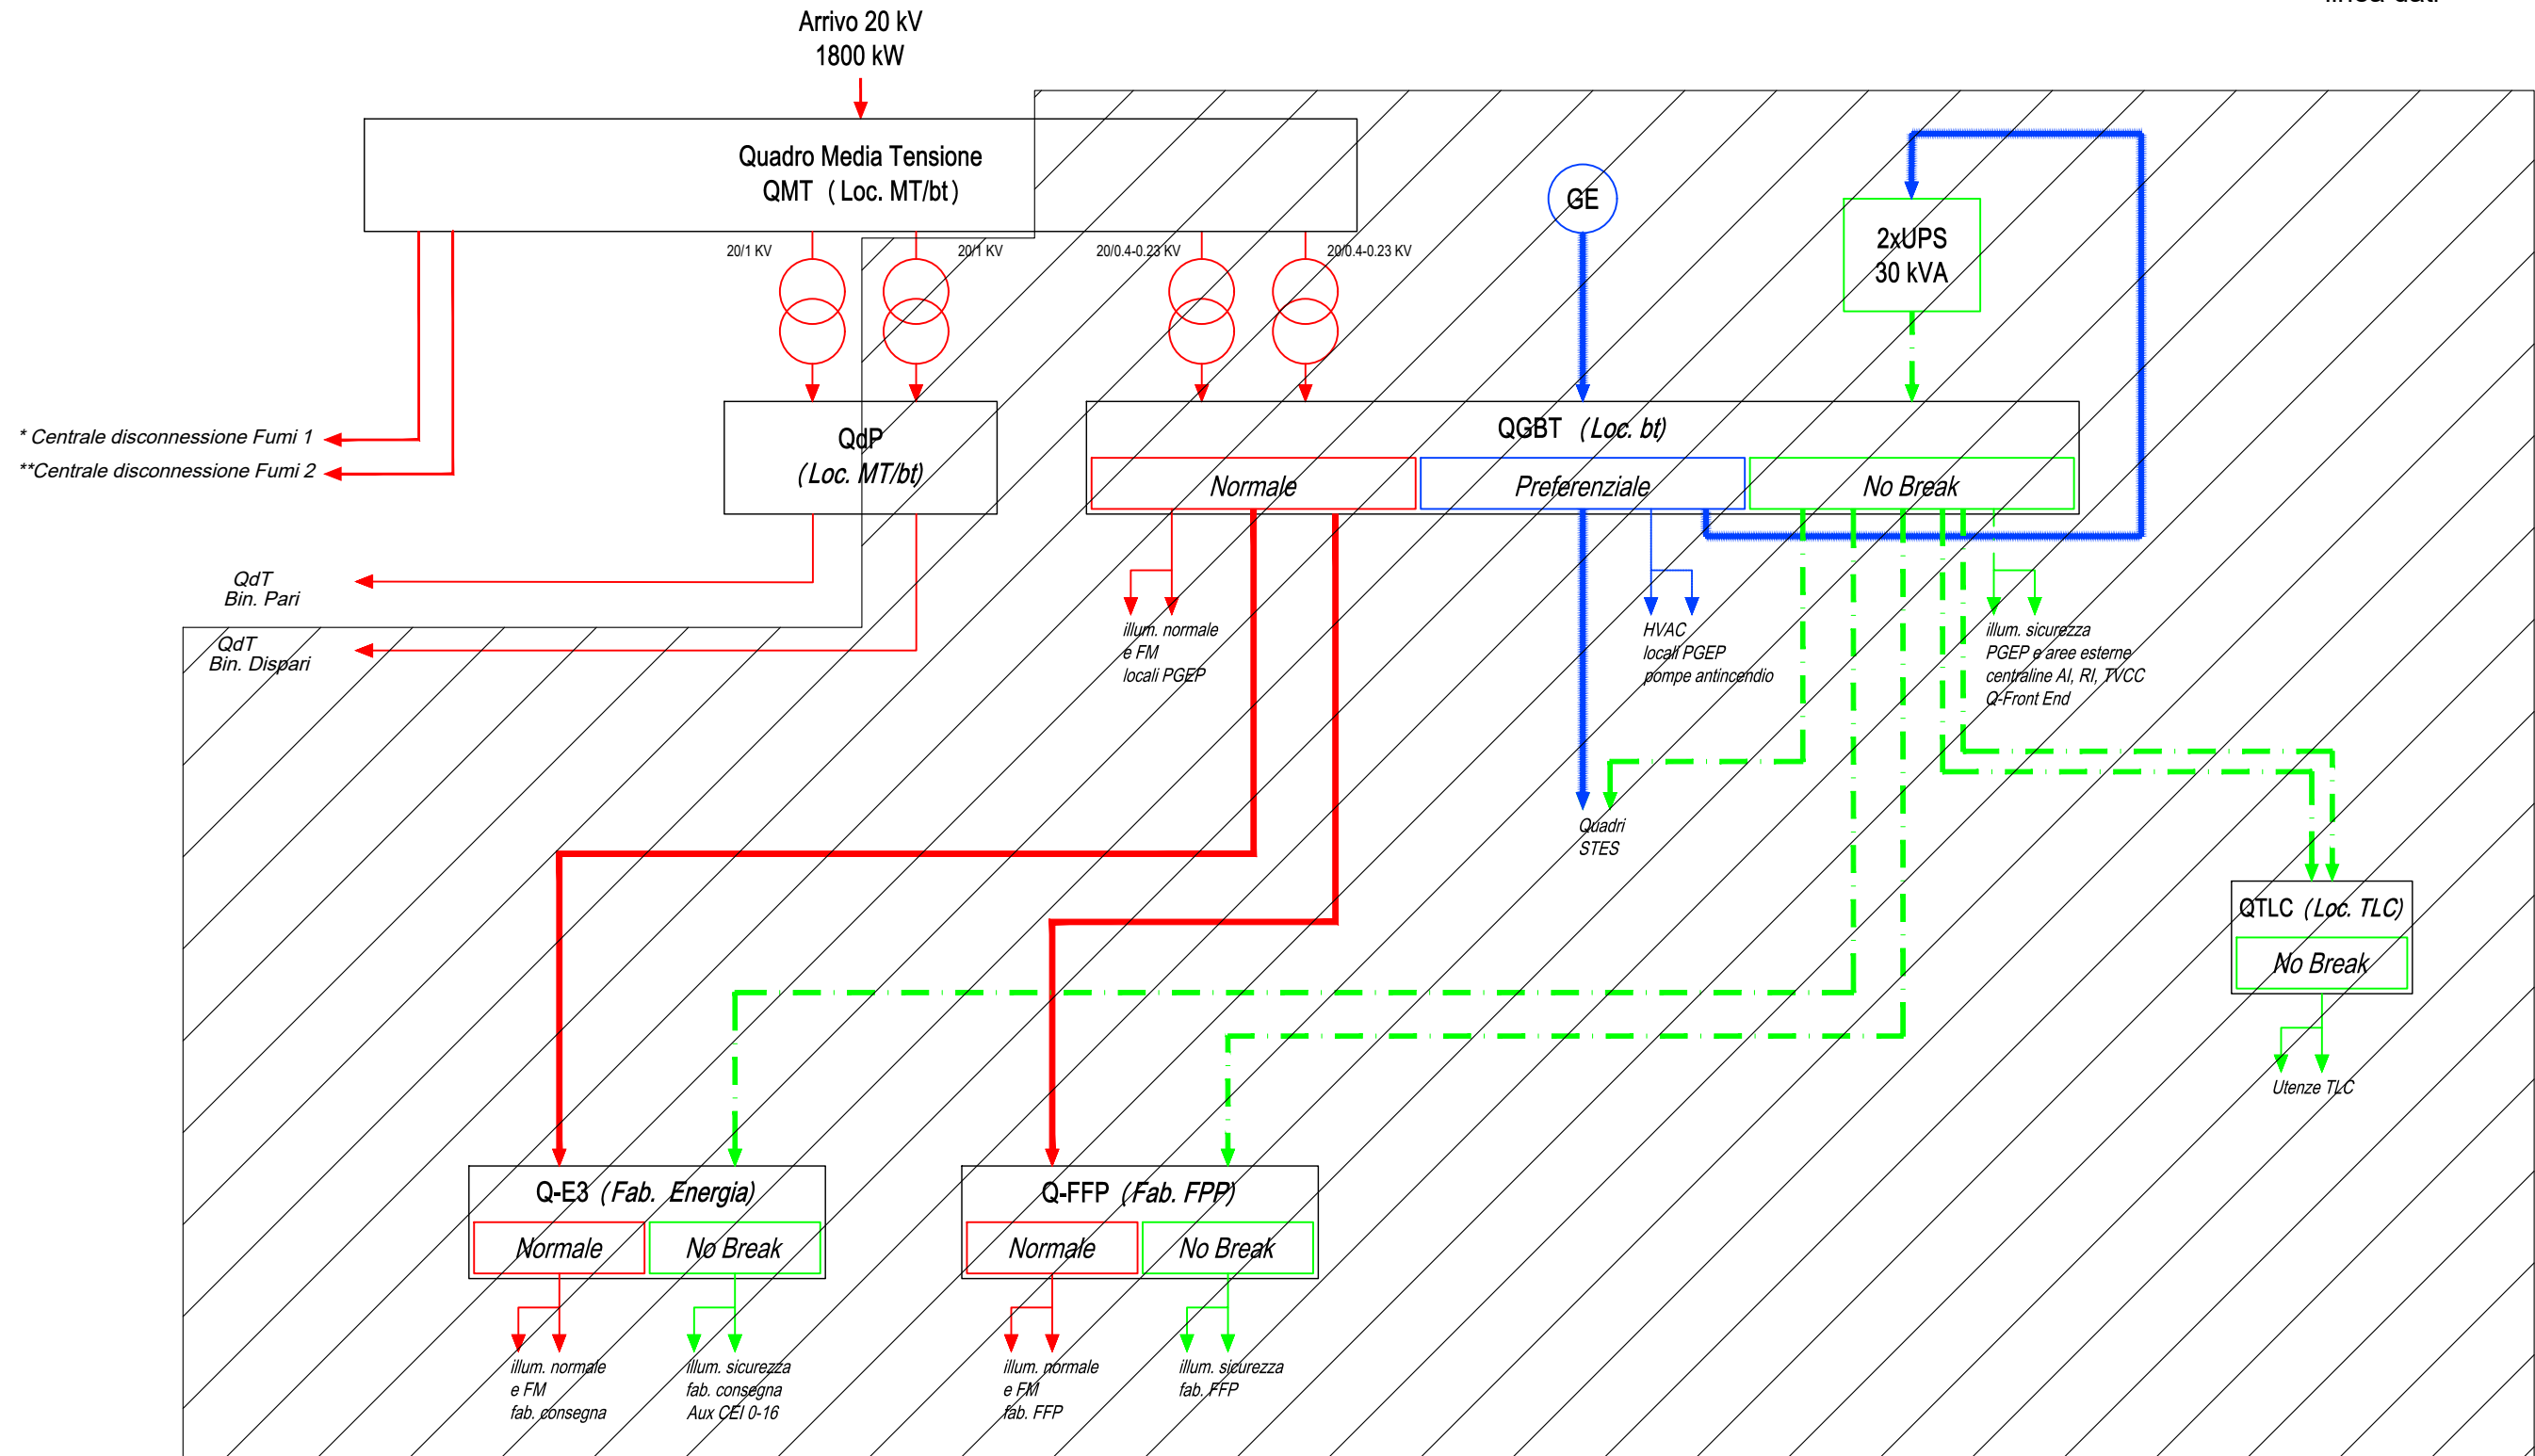 Arrivo 20 kV
1800 kW
Quadro Media Tensione
QMT ( Loc. MT/bt)
GE
2xUPS
30 kVA
20/1 KV
20/1 KV
20/0.4-0.23 KV
20/0.4-0.23 KV
* Centrale disconnessione Fumi 1
**Centrale disconnessione Fumi 2
QdP
(Loc. MT/bt)
QGBT (Loc. bt)
Normale
Preferenziale
No Break
QdT
Bin. Pari
QdT
Bin. Dispari
illum. normale
e FM
locali PGEP
HVAC
locali PGEP
pompe antincendio
illum. sicurezza
PGEP e aree esterne
centraline AI, RI, TVCC
Q-Front End
Quadri
STES
QTLC (Loc. TLC)
No Break
Utenze TLC
Q-E3 (Fab. Energia)
Normale
No Break
Q-FFP (Fab. FPP)
Normale
No Break
illum. normale
e FM
fab. consegna
illum. sicurezza
fab. consegna
Aux CEI 0-16
illum. normale
e FM
fab. FFP
illum. sicurezza
fab. FFP